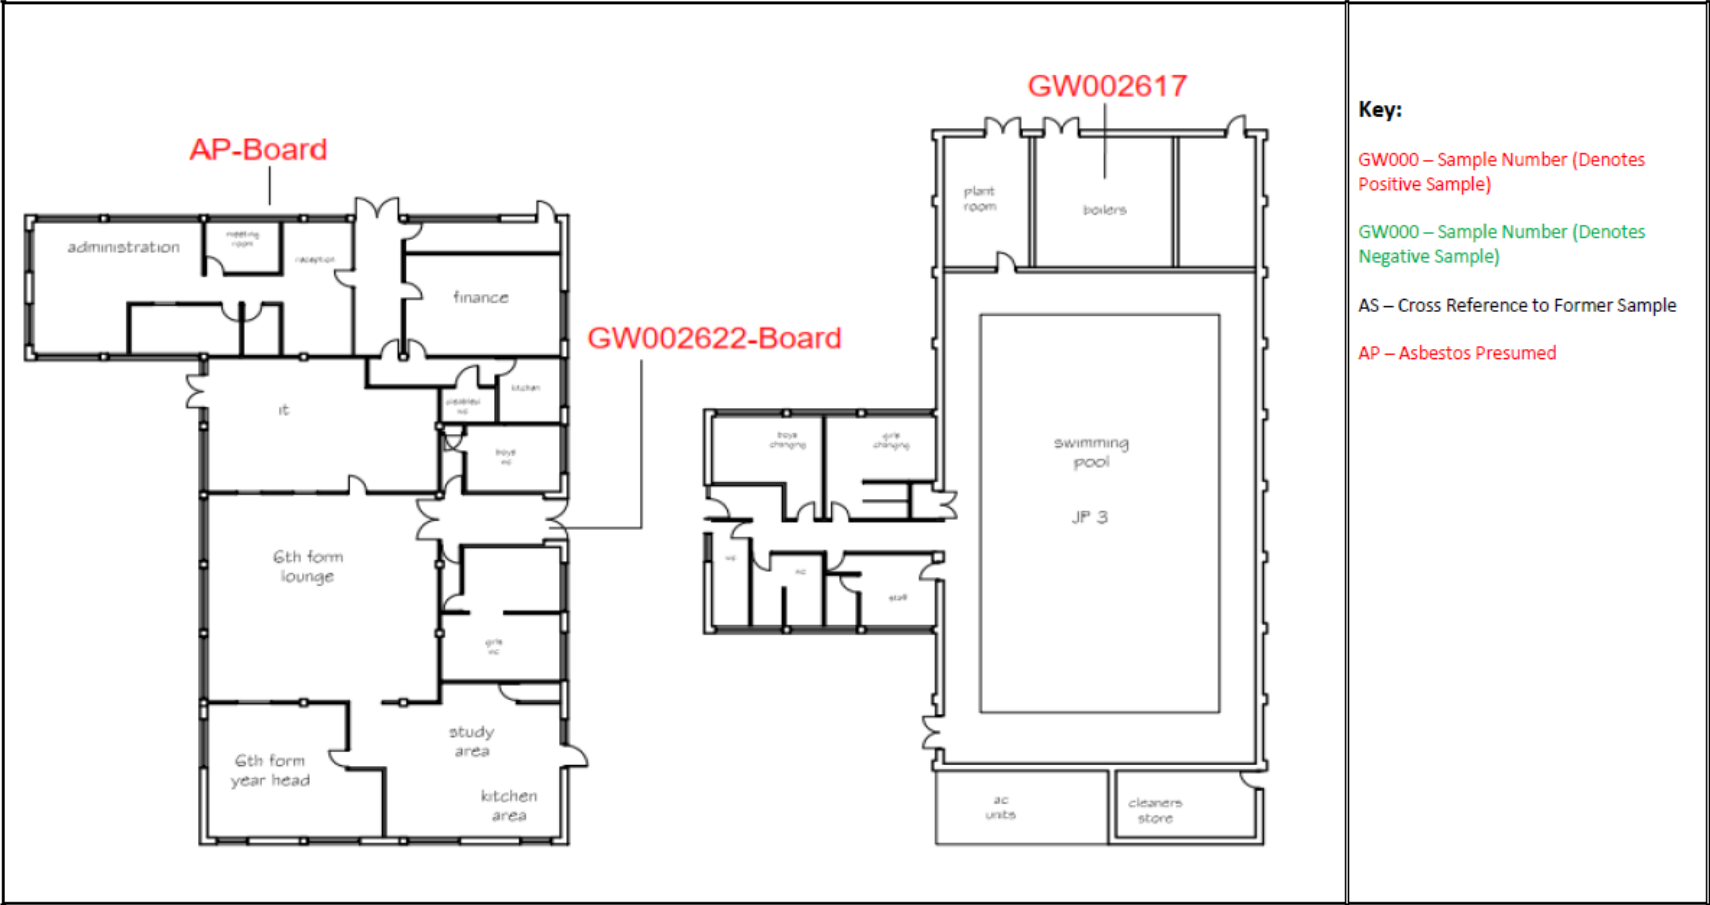 GW002617
AP-Board
GW002622-Board
administration
meeting
room
reception
finance
kitchen
disabled
wc
it
boys
wc
6th form
lounge
girls
wc
study
area
6th form
year head
kitchen
area
plant
room
boilers
boys
changing
girls
changing
swimming
pool
JP 3
wc
wc
staff
ac
units
cleaners
store
Key:
GW000 – Sample Number (Denotes
Positive Sample)
GW000 – Sample Number (Denotes
Negative Sample)
AS – Cross Reference to Former Sample
AP – Asbestos Presumed